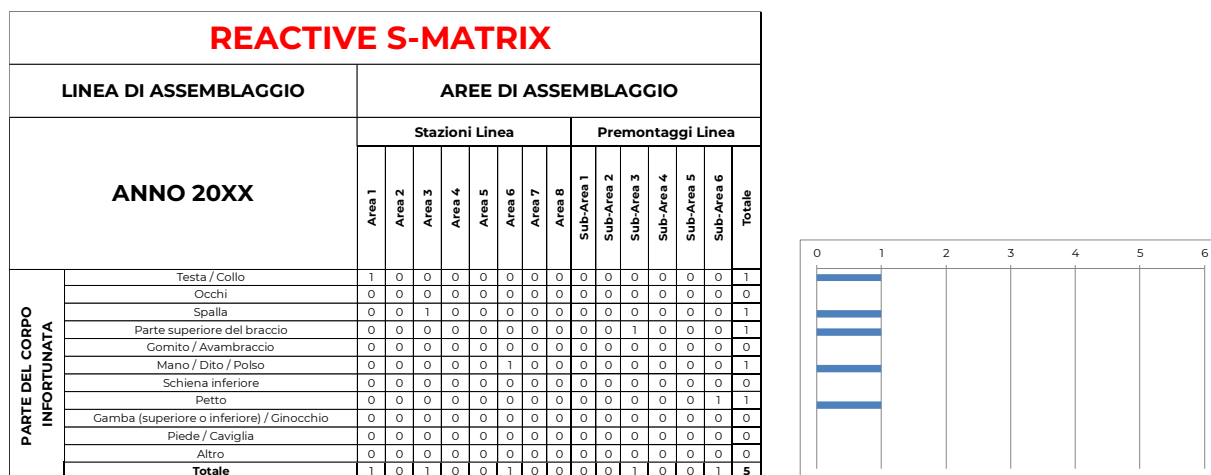 REACTIVE S-MATRIX
LINEA DI ASSEMBLAGGIO AREE DI ASSEMBLAGGIO
ANNO 20XX
Stazioni Linea Premontaggi Linea
Area 1 Area 2 Area 3 Area 4 Area 5 Area 6 Area 7 Area 8 Sub-Area 1 Sub-Area 2 Sub-Area 3 Sub-Area 4 Sub-Area 5 Sub-Area 6 Totale
PARTE DEL CORPO
INFORTUNATA
Testa / Collo 1 0 0 0 0 0 0 0 0 0 0 0 0 0 1
Occhi 0 0 0 0 0 0 0 0 0 0 0 0 0 0 0
Spalla 0 0 1 0 0 0 0 0 0 0 0 0 0 0 1
Parte superiore del braccio 0 0 0 0 0 0 0 0 0 0 1 0 0 0 1
Gomito / Avambraccio 0 0 0 0 0 0 0 0 0 0 0 0 0 0 0
Mano / Dito / Polso 0 0 0 0 0 1 0 0 0 0 0 0 0 0 1
Schiena inferiore 0 0 0 0 0 0 0 0 0 0 0 0 0 0 0
Petto 0 0 0 0 0 0 0 0 0 0 0 0 0 1 1
Gamba (superiore o inferiore) / Ginocchio 0 0 0 0 0 0 0 0 0 0 0 0 0 0 0
Piede / Caviglia 0 0 0 0 0 0 0 0 0 0 0 0 0 0 0
Altro 0 0 0 0 0 0 0 0 0 0 0 0 0 0 0
Totale 1 0 1 0 0 1 0 0 0 0 1 0 0 1 5
0 1 2 3 4 5 6